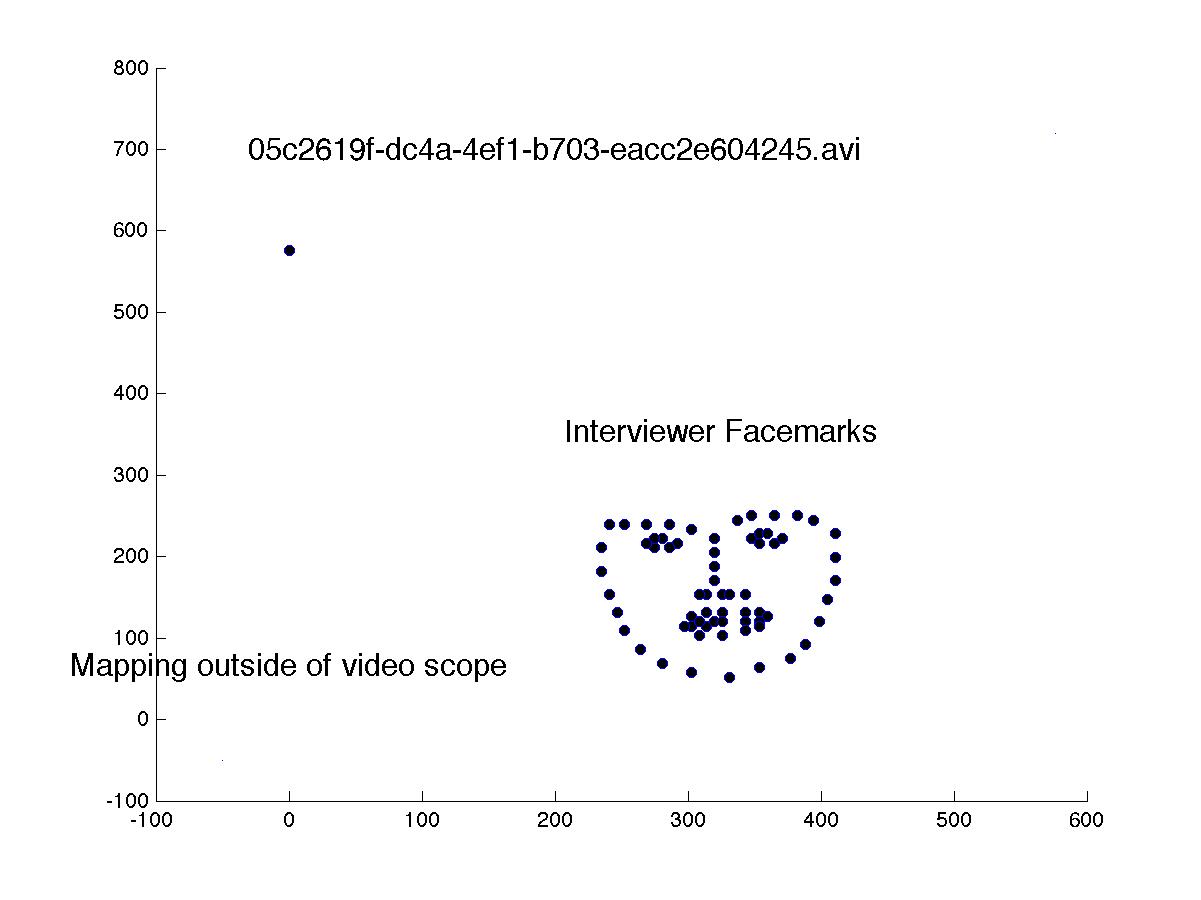 800
700
05c2619f-dc4a-4ef1-b703-eacc2e604245.avi
600
500
400
Interviewer Facemarks
300
200
100
Mapping outside of video scope
0
-100
-100 0 100 200 300 400 500 600